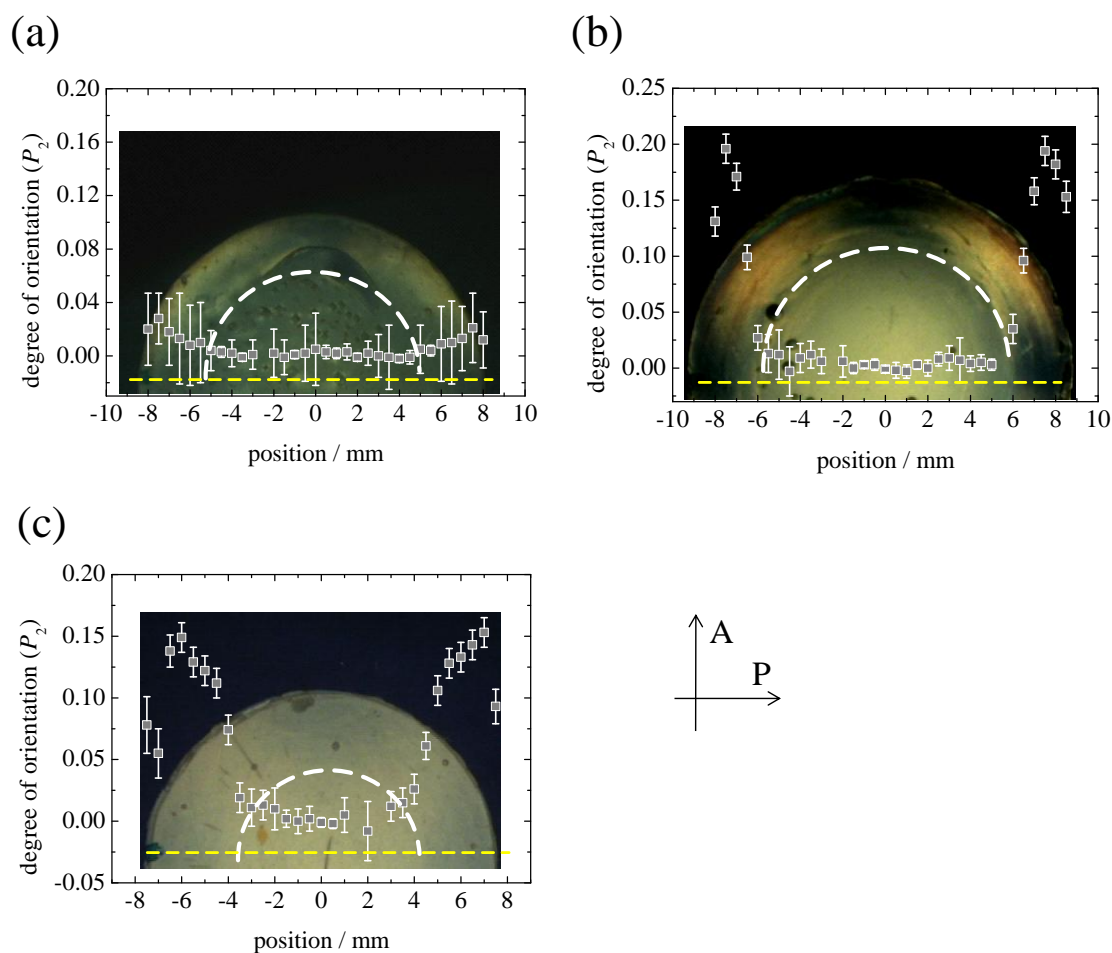 (a)
0.20
0.16
0.12
0.08
0.04
0.00
degree of orientation (P2)
-10 -8 -6 -4 -2 0 2 4 6 8 10
position / mm
(b)
0.25
0.20
0.15
0.10
0.05
0.00
degree of orientation (P2)
-10 -8 -6 -4 -2 0 2 4 6 8 10
position / mm
(c)
0.20
0.15
0.10
0.05
0.00
-0.05
degree of orientation (P2)
-8 -6 -4 -2 0 2 4 6 8
position / mm
A
P